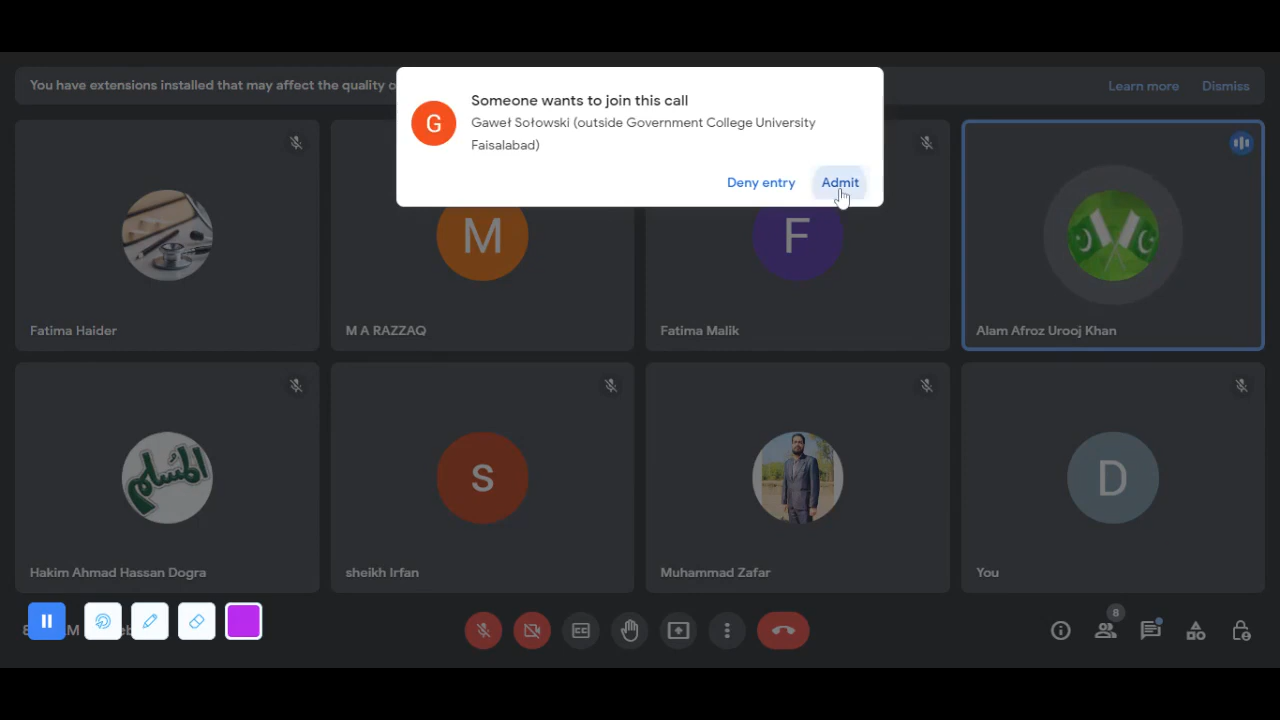 You have extensions installed that may affect the quality o
Learn more
Dismiss
Someone wants to join this call
G
Gaweł Sołowski (outside Government College University
Faisalabad)
Deny entry
Admit
Fatima Haider
M
M A RAZZAQ
F
Fatima Malik
Alam Afroz Urooj Khan
المسلم
Hakim Ahmad Hassan Dogra
S
sheikh Irfan
Muhammad Zafar
D
You
8